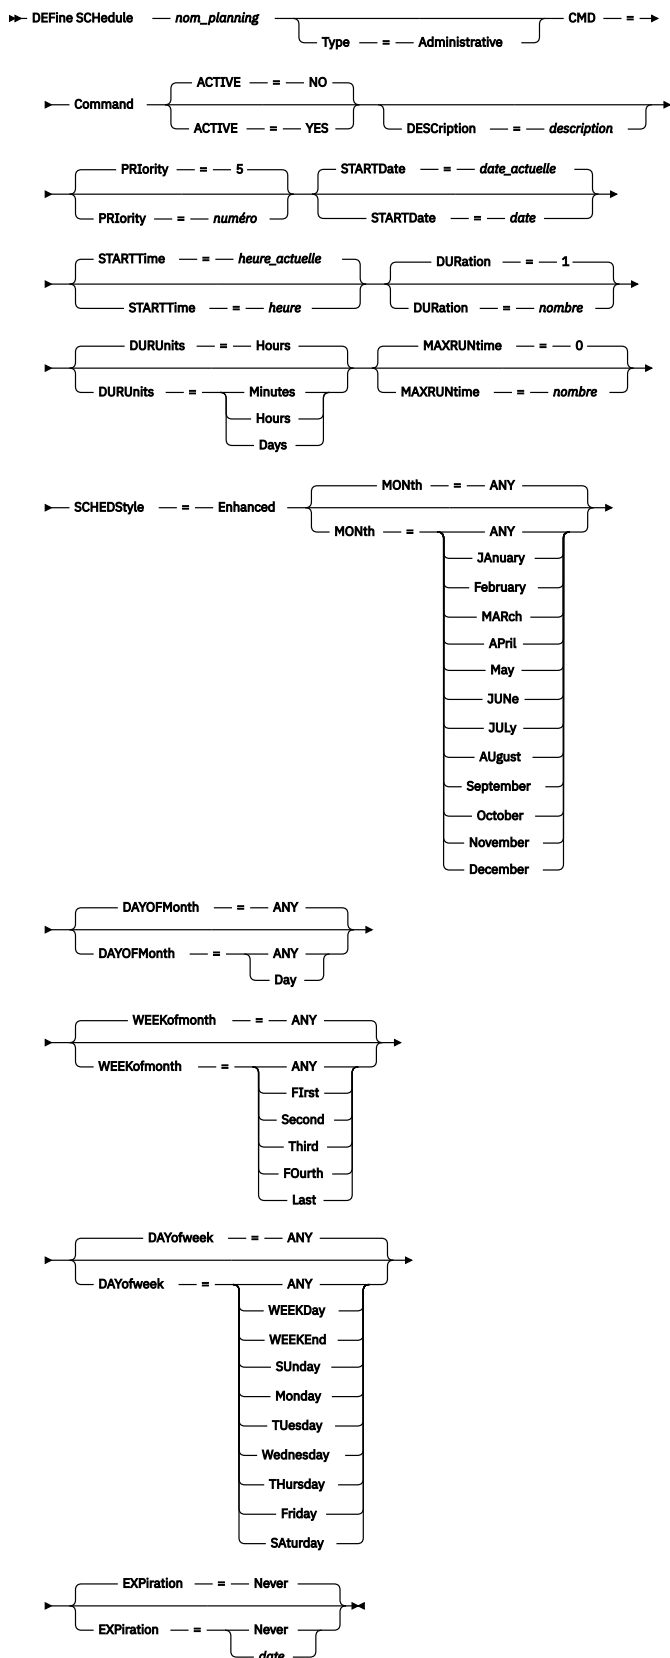 DEFine SCHedule nom_planning Type = Administrative CMD =
Command ACTIVE = NO
ACTIVE = YES DESCription = description
PRIority = 5 STARTDate = date_actuelle
PRIority = numéro STARTDate = date
STARTTime = heure_actuelle DURation = 1
STARTTime = heure DURation = nombre
DURUnits = Hours MAXRUNtime = 0
DURUnits = Minutes MAXRUNtime = nombre
Hours
Days
SCHEDStyle = Enhanced MONth = ANY
MONth = ANY
JAnuary
February
MARch
APril
May
JUNe
JULy
AUgust
September
October
November
December
DAYOFMonth = ANY
DAYOFMonth = ANY
Day
WEEKofmonth = ANY
WEEKofmonth = ANY
FIrst
Second
Third
FOurth
Last
DAYofweek = ANY
DAYofweek = ANY
WEEKDay
WEEKEnd
SUnday
Monday
TUesday
Wednesday
THursday
Friday
SAturday
EXPiration = Never
EXPiration = Never
date